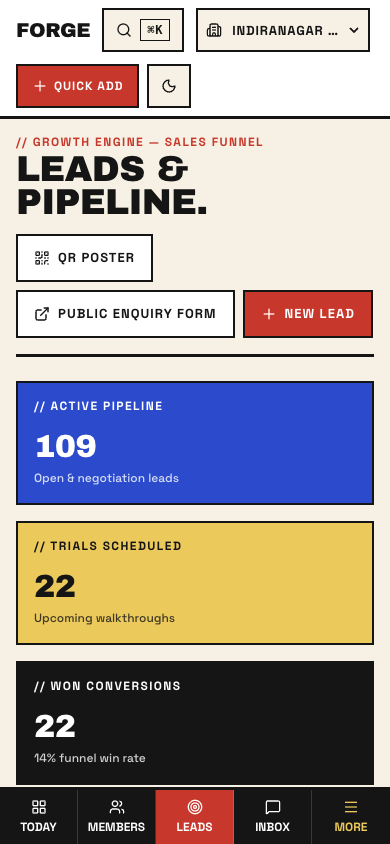 FORGE
⌘K
INDIRANAGAR ...
QUICK ADD
// GROWTH ENGINE — SALES FUNNEL
LEADS &
PIPELINE.
QR POSTER
PUBLIC ENQUIRY FORM
NEW LEAD
// ACTIVE PIPELINE
109
Open & negotiation leads
// TRIALS SCHEDULED
22
Upcoming walkthroughs
// WON CONVERSIONS
22
14% funnel win rate
TODAY
MEMBERS
LEADS
INBOX
MORE